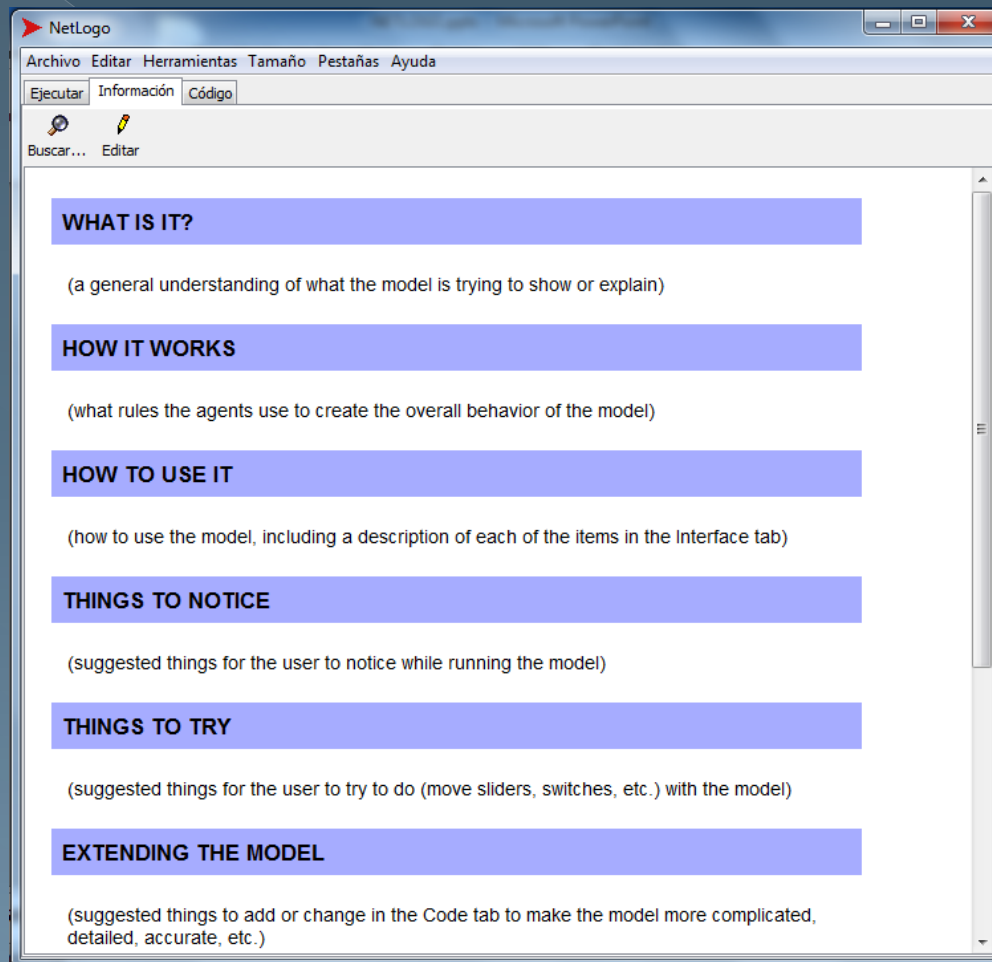 NetLogo
Archivo Editar Herramientas Tamaño Pestañas Ayuda
Ejecutar Información Código
Buscar... Editar
WHAT IS IT?
(a general understanding of what the model is trying to show or explain)
HOW IT WORKS
(what rules the agents use to create the overall behavior of the model)
HOW TO USE IT
(how to use the model, including a description of each of the items in the Interface tab)
THINGS TO NOTICE
(suggested things for the user to notice while running the model)
THINGS TO TRY
(suggested things for the user to try to do (move sliders, switches, etc.) with the model)
EXTENDING THE MODEL
(suggested things to add or change in the Code tab to make the model more complicated,
detailed, accurate, etc.)